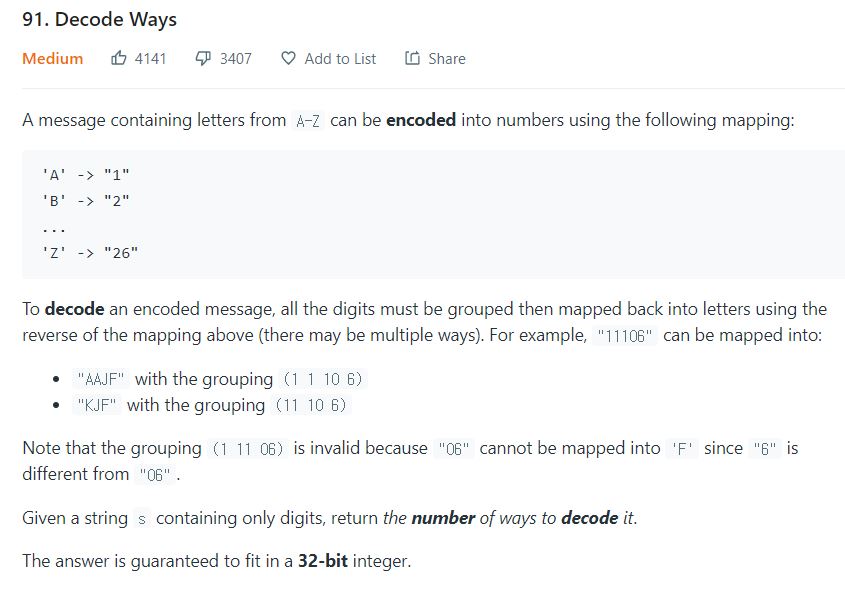 91. Decode Ways
Medium 4141 3407 Add to List Share
A message containing letters from A-Z can be encoded into numbers using the following mapping:
'A' -> "1"
'B' -> "2"
...
'Z' -> "26"
To decode an encoded message, all the digits must be grouped then mapped back into letters using the
reverse of the mapping above (there may be multiple ways). For example, "11106" can be mapped into:
• "AAJF" with the grouping (1 1 10 6)
• "KJF" with the grouping (11 10 6)
Note that the grouping (1 11 06) is invalid because "06" cannot be mapped into 'F' since "6" is
different from "06".
Given a string s containing only digits, return the number of ways to decode it.
The answer is guaranteed to fit in a 32-bit integer.